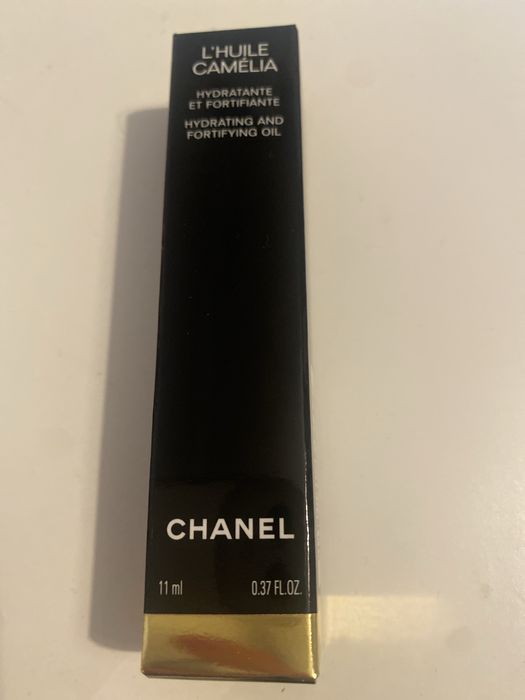 L'HUILE
CAMÉLIA
HYDRATANTE
ET FORTIFIANTE
HYDRATING AND
FORTIFYING OIL
CHANEL
11 ml 0.37 FL.OZ.